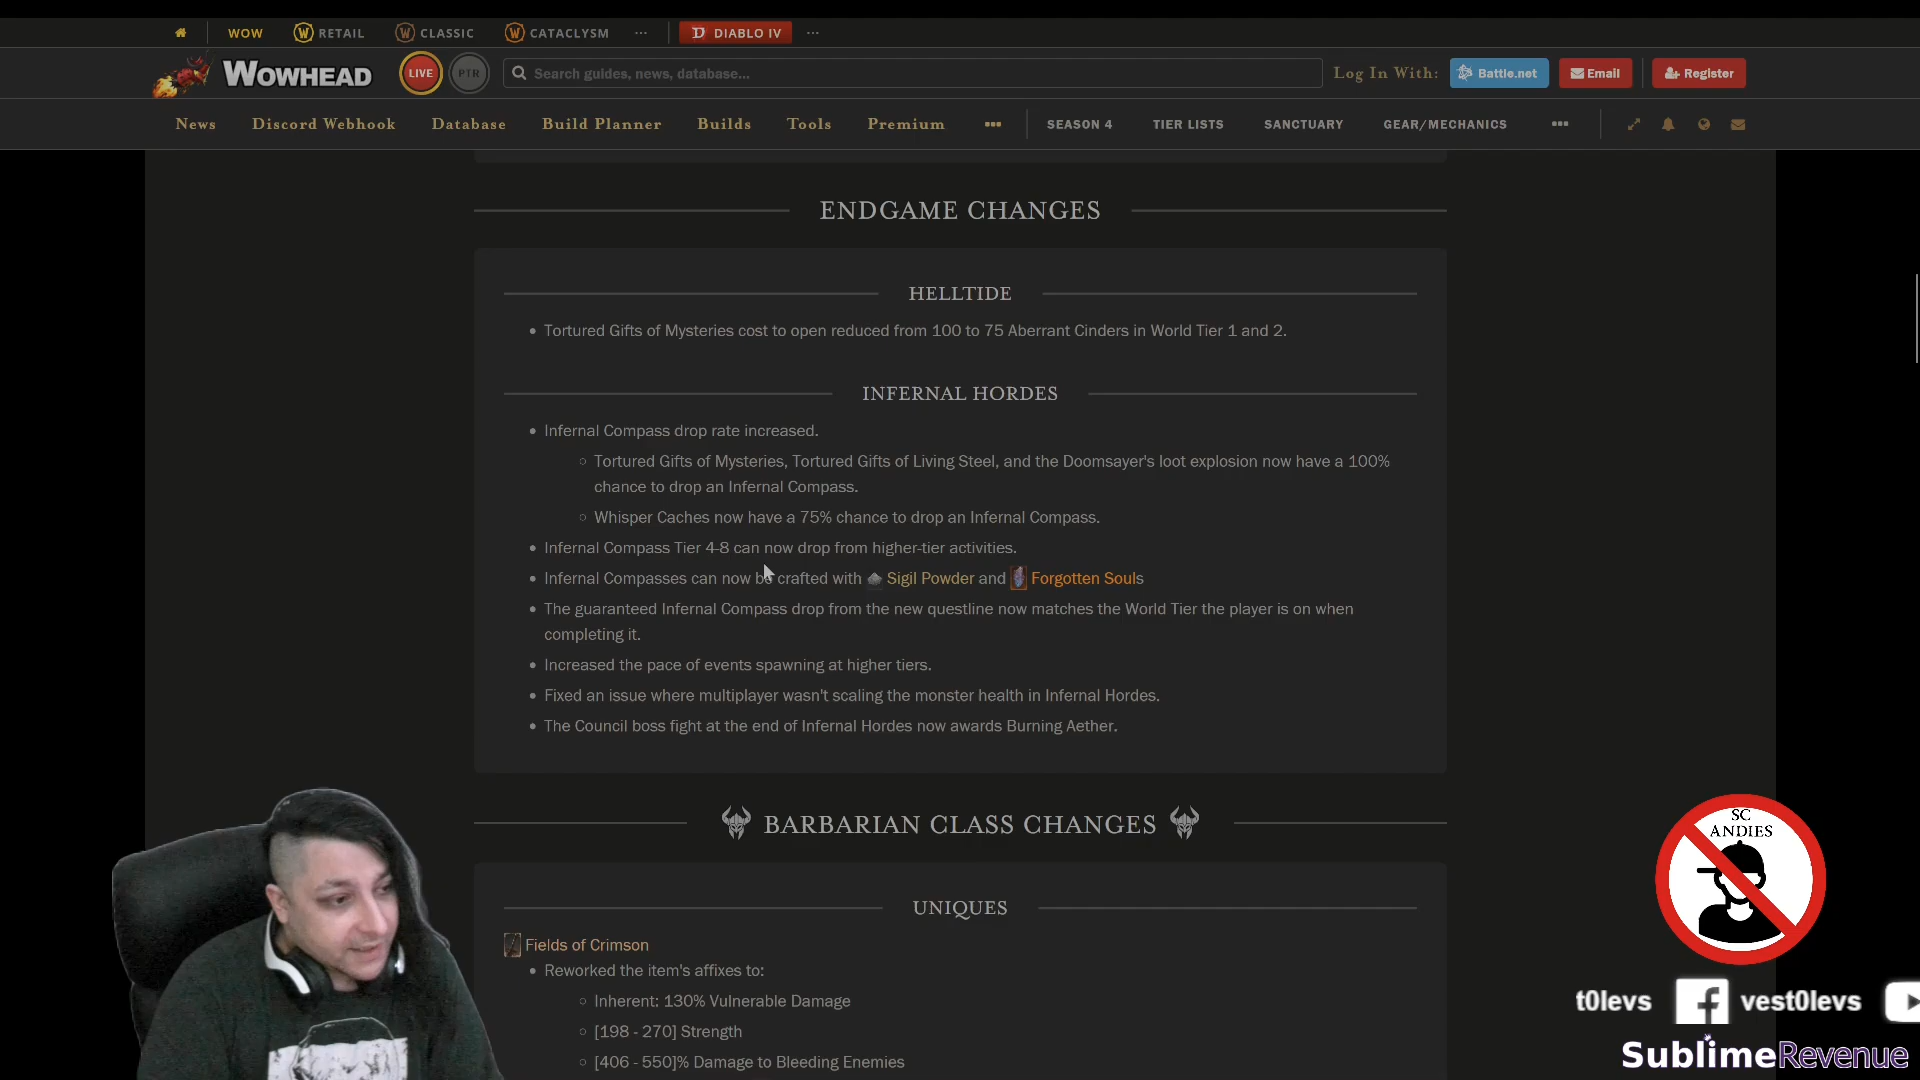 WOW RETAIL CLASSIC CATACLYSM ... DIABLO IV ...
WOWHEAD LIVE PTR Search guides, news, database... Log In With: Battle.net Email Register
News Discord Webhook Database Build Planner Builds Tools Premium ... SEASON 4 TIER LISTS SANCTUARY GEAR/MECHANICS ...
ENDGAME CHANGES
HELLTIDE
• Tortured Gifts of Mysteries cost to open reduced from 100 to 75 Aberrant Cinders in World Tier 1 and 2.
INFERNAL HORDES
• Infernal Compass drop rate increased.
○ Tortured Gifts of Mysteries, Tortured Gifts of Living Steel, and the Doomsayer's loot explosion now have a 100%
chance to drop an Infernal Compass.
○ Whisper Caches now have a 75% chance to drop an Infernal Compass.
• Infernal Compass Tier 4-8 can now drop from higher-tier activities.
• Infernal Compasses can now be crafted with Sigil Powder and Forgotten Souls
• The guaranteed Infernal Compass drop from the new questline now matches the World Tier the player is on when
completing it.
• Increased the pace of events spawning at higher tiers.
• Fixed an issue where multiplayer wasn't scaling the monster health in Infernal Hordes.
• The Council boss fight at the end of Infernal Hordes now awards Burning Aether.
BARBARIAN CLASS CHANGES
UNIQUES
Fields of Crimson
• Reworked the item's affixes to:
○ Inherent: 130% Vulnerable Damage
○ [198 - 270] Strength
○ [406 - 550]% Damage to Bleeding Enemies
SC
ANDIES
t0levs vest0levs
SublimeRevenue